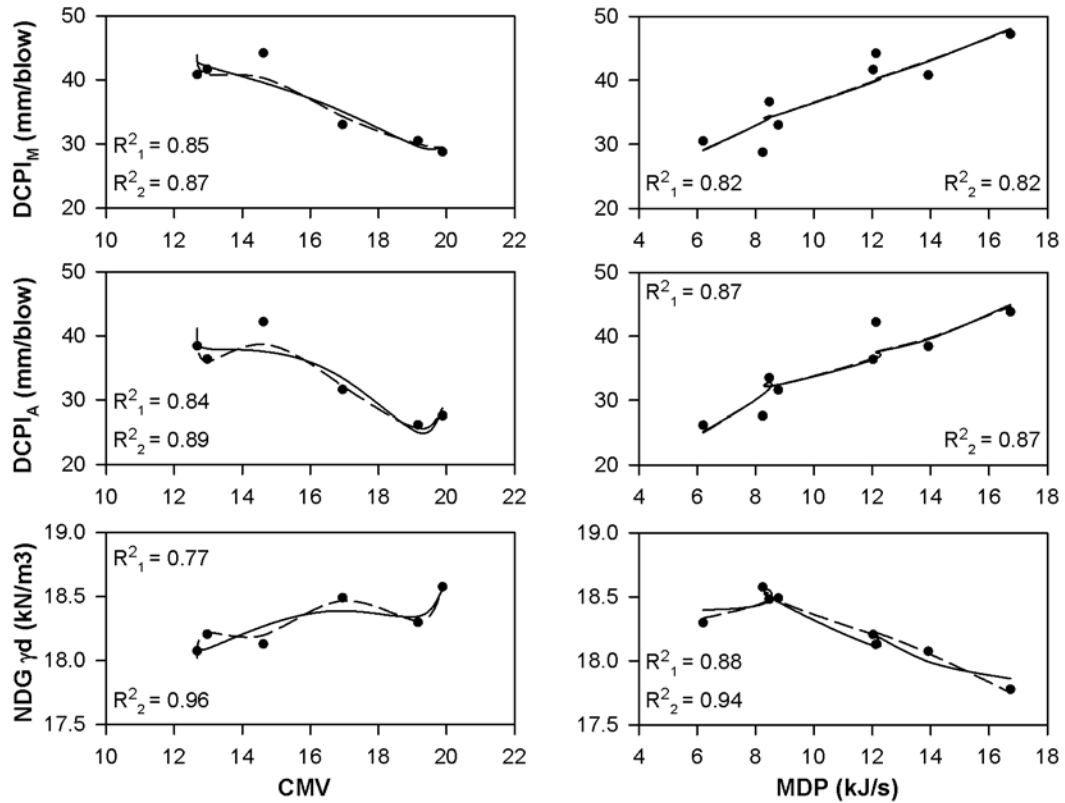 50
40
30
20
DCPI_M (mm/blow)
R²₁ = 0.85
R²₂ = 0.87
10 12 14 16 18 20 22
50
40
30
20
R²₁ = 0.82
R²₂ = 0.82
4 6 8 10 12 14 16 18
50
40
30
20
DCPI_A (mm/blow)
R²₁ = 0.84
R²₂ = 0.89
10 12 14 16 18 20 22
50
40
30
20
R²₁ = 0.87
R²₂ = 0.87
4 6 8 10 12 14 16 18
19.0
18.5
18.0
17.5
NDG γd (kN/m3)
R²₁ = 0.77
R²₂ = 0.96
10 12 14 16 18 20 22
CMV
19.0
18.5
18.0
17.5
R²₁ = 0.88
R²₂ = 0.94
4 6 8 10 12 14 16 18
MDP (kJ/s)